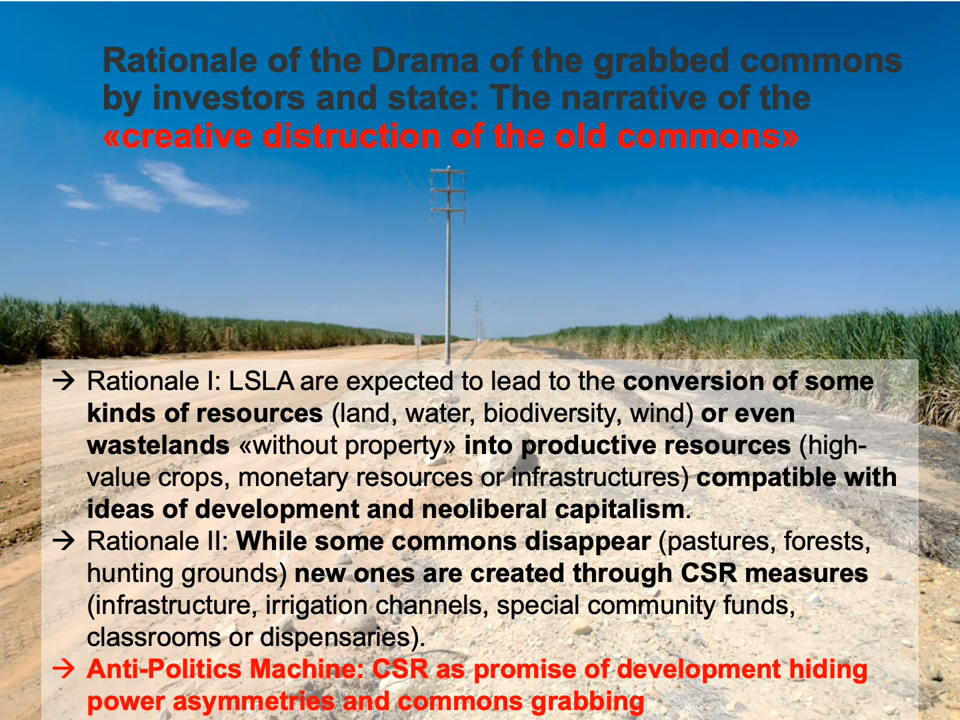 Rationale of the Drama of the grabbed commons
by investors and state: The narrative of the
«creative distruction of the old commons»
→ Rationale I: LSLA are expected to lead to the conversion of some
kinds of resources (land, water, biodiversity, wind) or even
wastelands «without property» into productive resources (high-
value crops, monetary resources or infrastructures) compatible with
ideas of development and neoliberal capitalism.
→ Rationale II: While some commons disappear (pastures, forests,
hunting grounds) new ones are created through CSR measures
(infrastructure, irrigation channels, special community funds,
classrooms or dispensaries).
→ Anti-Politics Machine: CSR as promise of development hiding
power asymmetries and commons grabbing